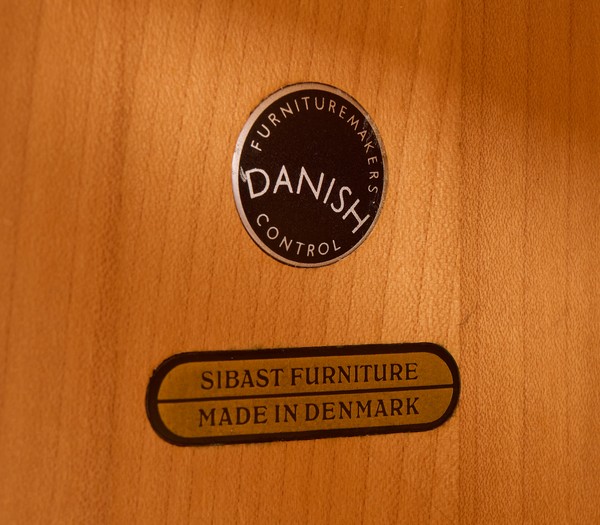 FURNITUREMAKERS
DANISH
CONTROL
SIBAST FURNITURE
MADE IN DENMARK